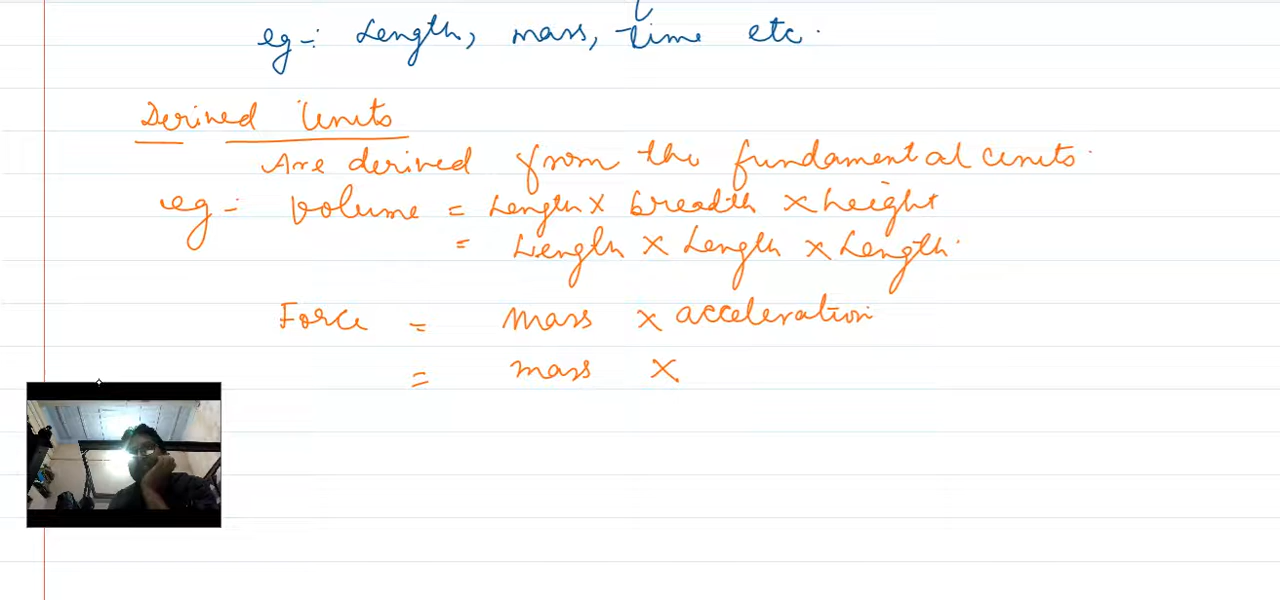 eg:- Length, mass, time etc.
Derived Units
Are derived from the fundamental units.
eg:- Volume = Length × breadth × height
= Length × Length × Length.
Force = Mass × acceleration
= mass ×